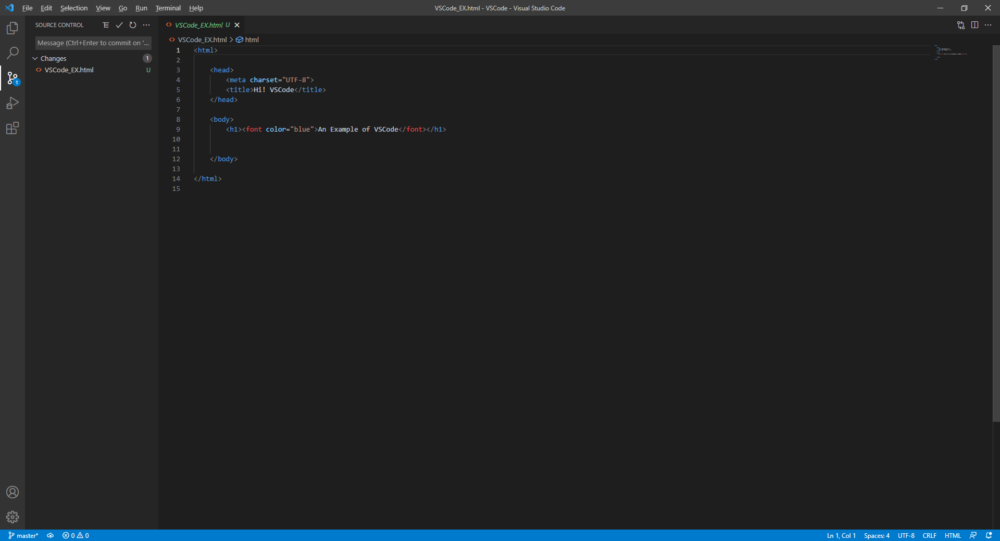 File Edit Selection View Go Run Terminal Help
VSCode_EX.html - VSCode - Visual Studio Code
SOURCE CONTROL
Message (Ctrl+Enter to commit on '...
Changes 1
VSCode_EX.html U
1
VSCode_EX.html U
VSCode_EX.html > html
1 <html>
2
3 <head>
4 <meta charset="UTF-8">
5 <title>Hi! VSCode</title>
6 </head>
7
8 <body>
9 <h1><font color="blue">An Example of VSCode</font></h1>
10
11
12 </body>
13
14 </html>
15
master* 0 0
Ln 1, Col 1 Spaces: 4 UTF-8 CRLF HTML